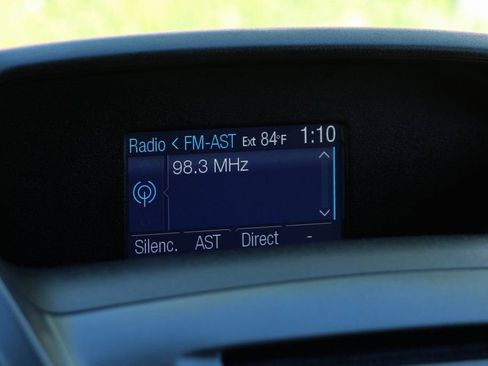 Radio < FM-AST Ext 84°F 1:10
98.3 MHz
Silenc. AST Direct -